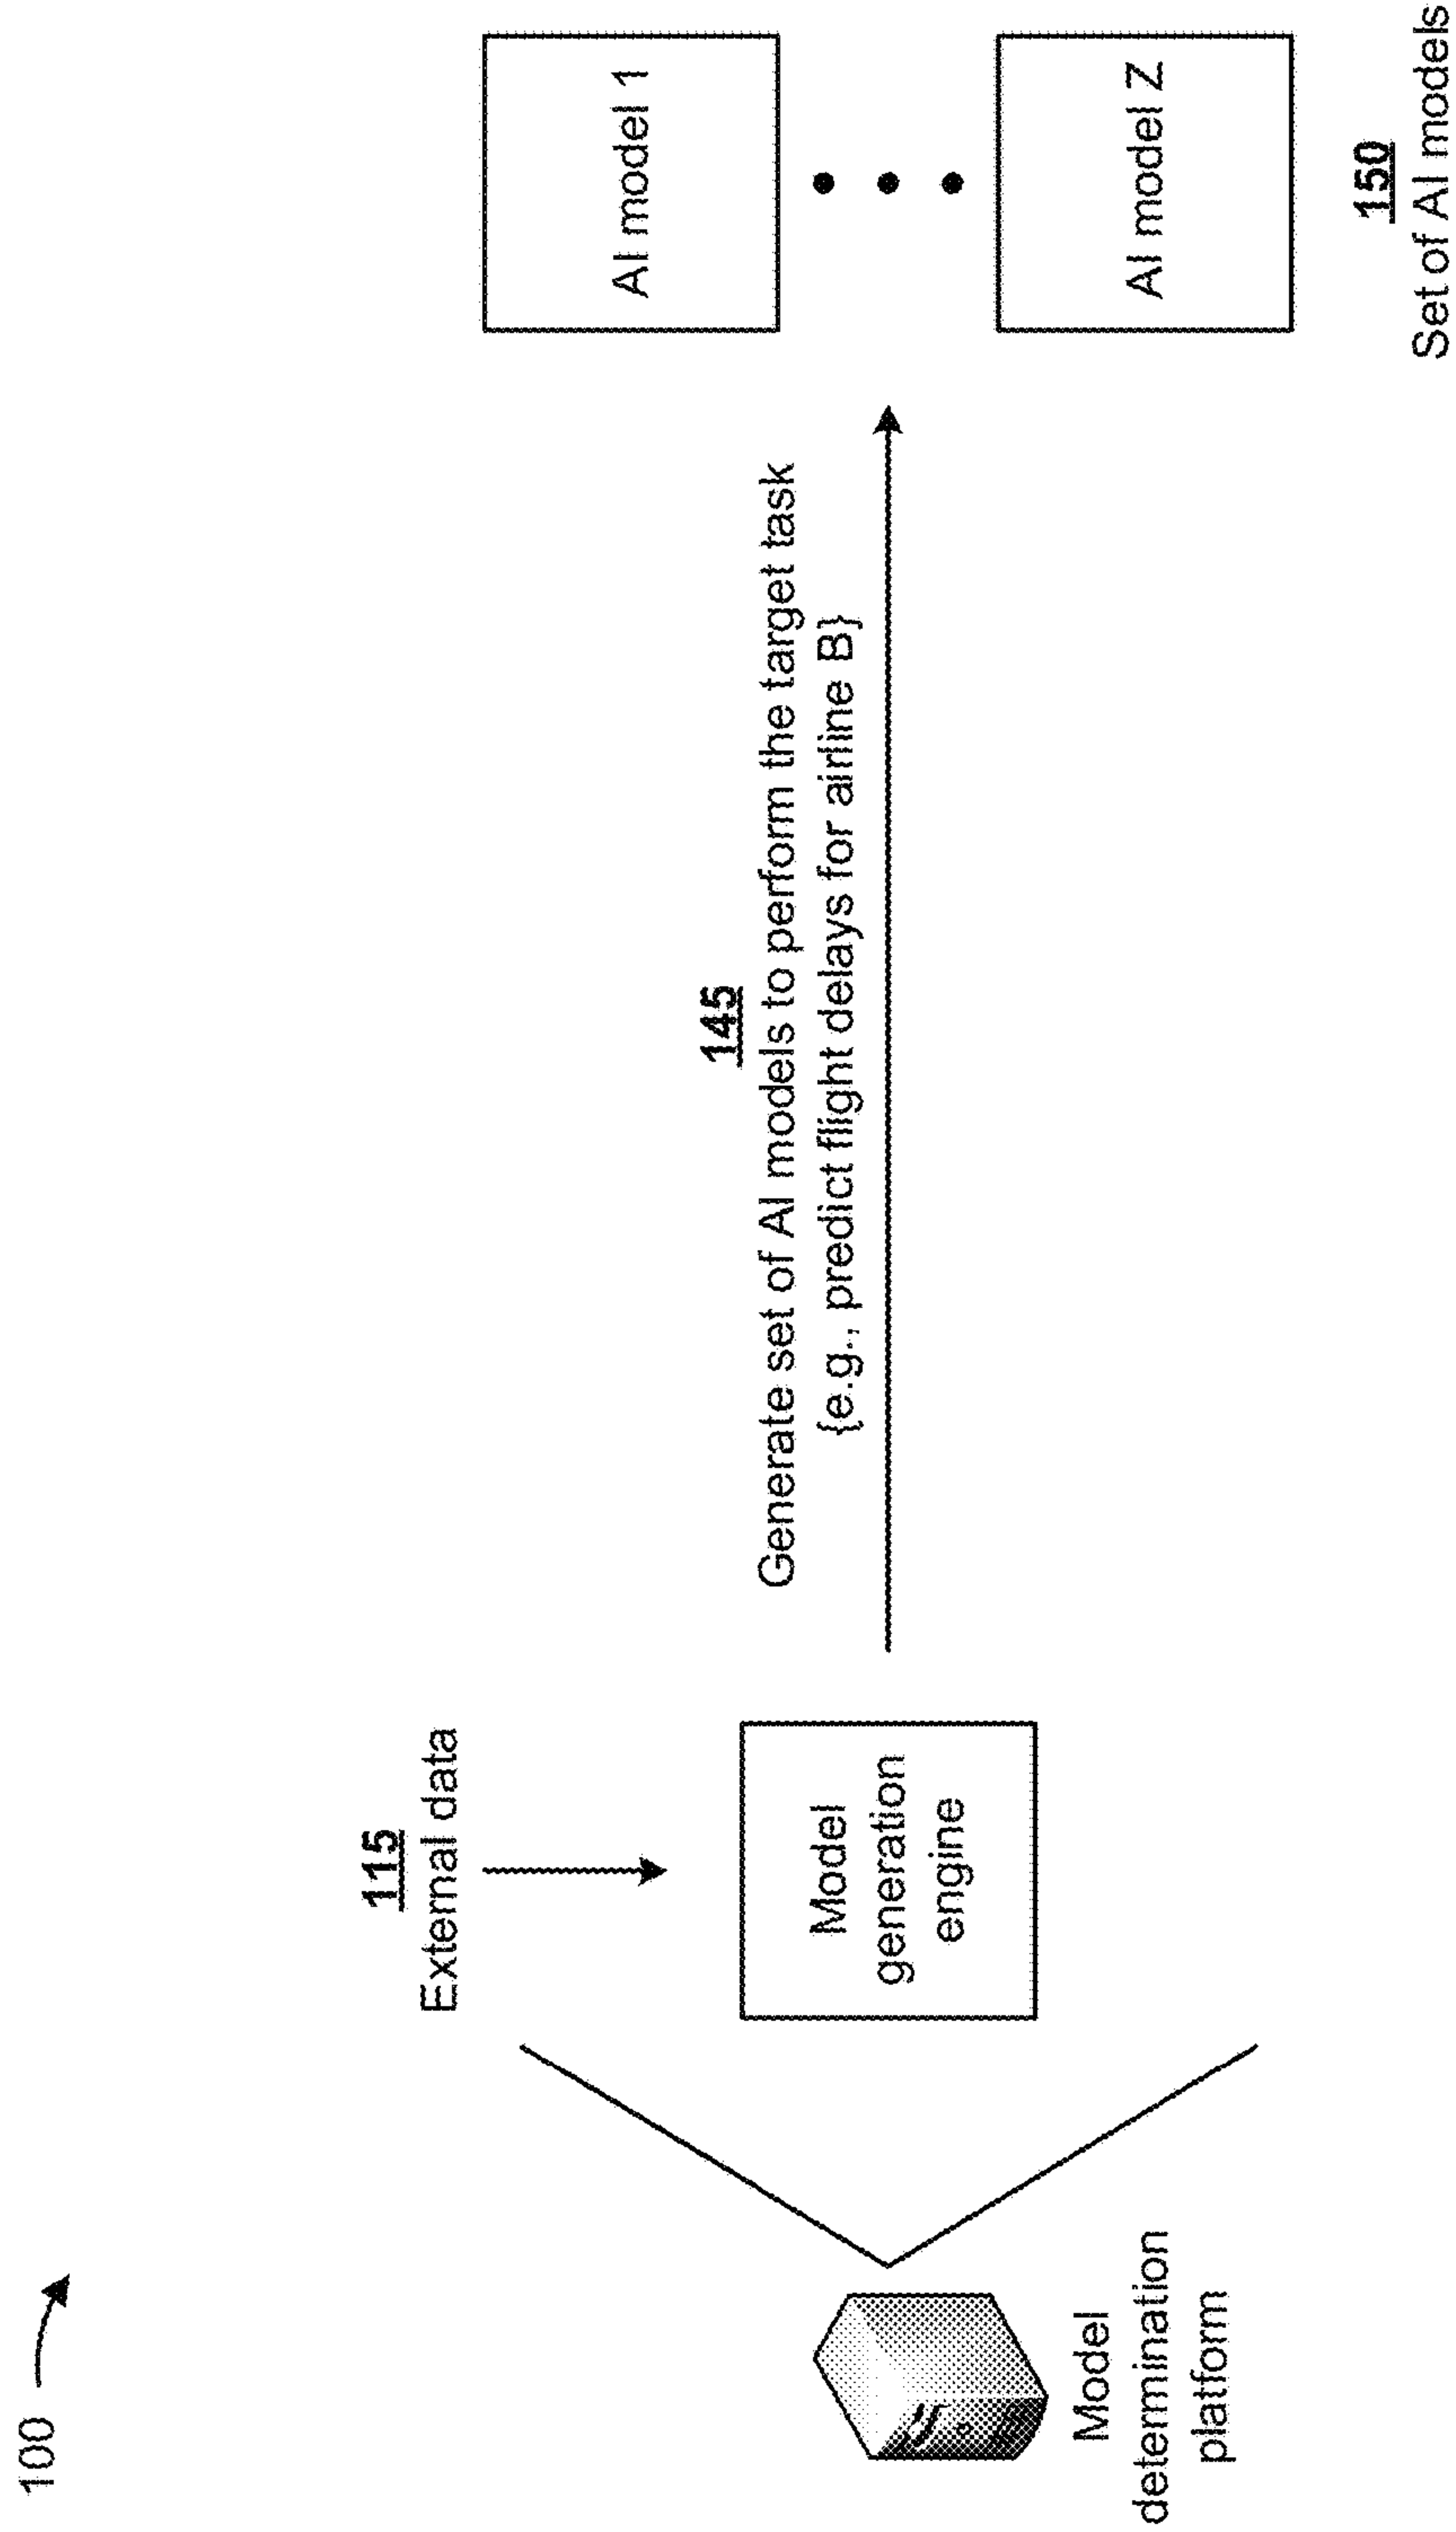 100
115
External data
145
Generate set of AI models to perform the target task
{e.g., predict flight delays for airline B}
AI model 1
Model
generation
engine
AI model Z
Model
determination
platform
150
Set of AI models